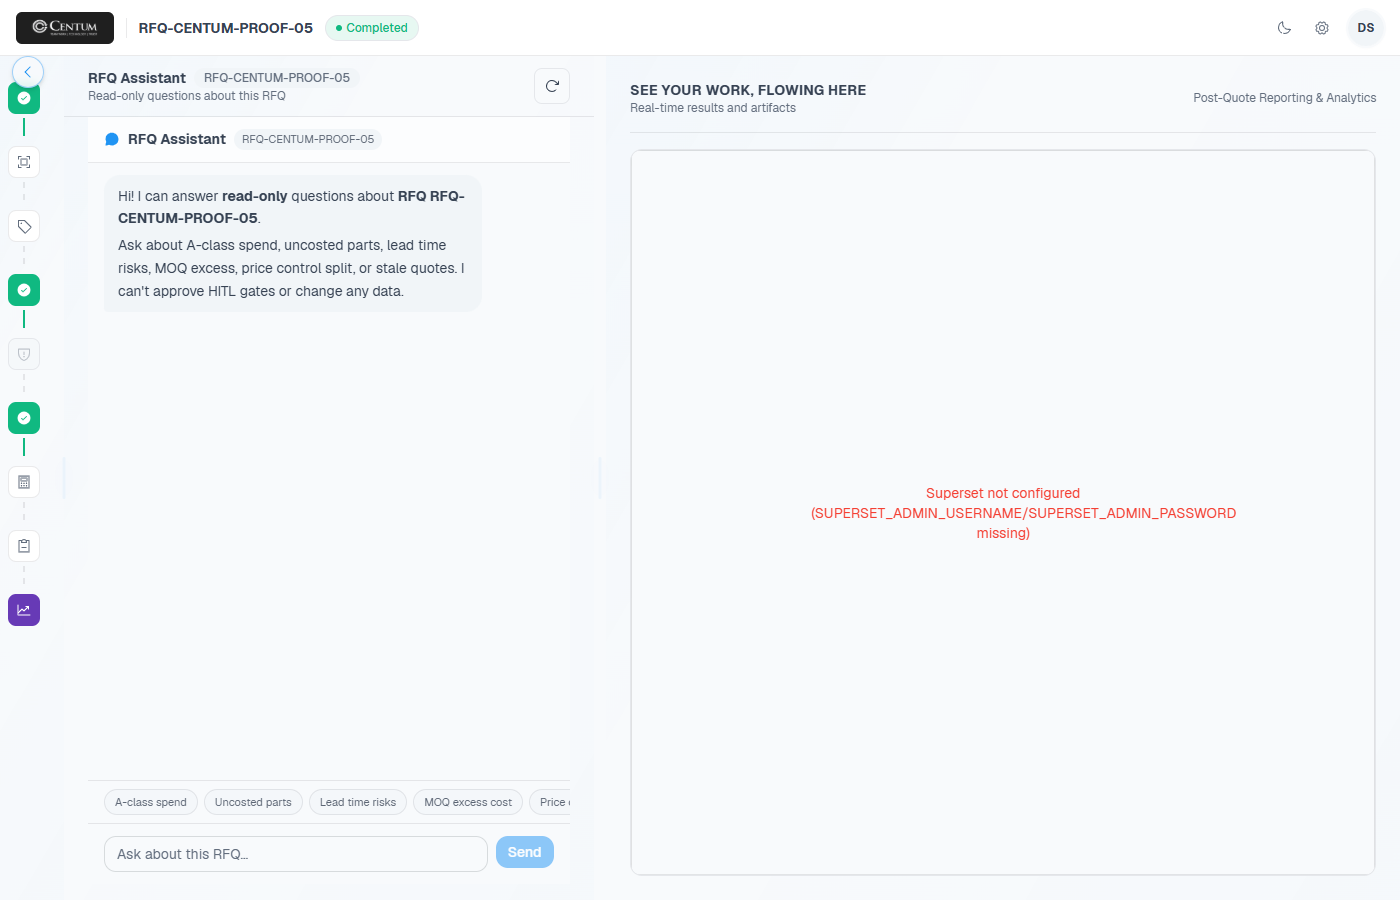 CENTUM
RFQ-CENTUM-PROOF-05
Completed
DS
RFQ Assistant
RFQ-CENTUM-PROOF-05
Read-only questions about this RFQ
RFQ Assistant
RFQ-CENTUM-PROOF-05
Hi! I can answer read-only questions about RFQ RFQ-
CENTUM-PROOF-05.
Ask about A-class spend, uncosted parts, lead time
risks, MOQ excess, price control split, or stale quotes. I
can't approve HITL gates or change any data.
A-class spend
Uncosted parts
Lead time risks
MOQ excess cost
Price
Ask about this RFQ...
Send
SEE YOUR WORK, FLOWING HERE
Real-time results and artifacts
Post-Quote Reporting & Analytics
Superset not configured
(SUPERSET_ADMIN_USERNAME/SUPERSET_ADMIN_PASSWORD
missing)